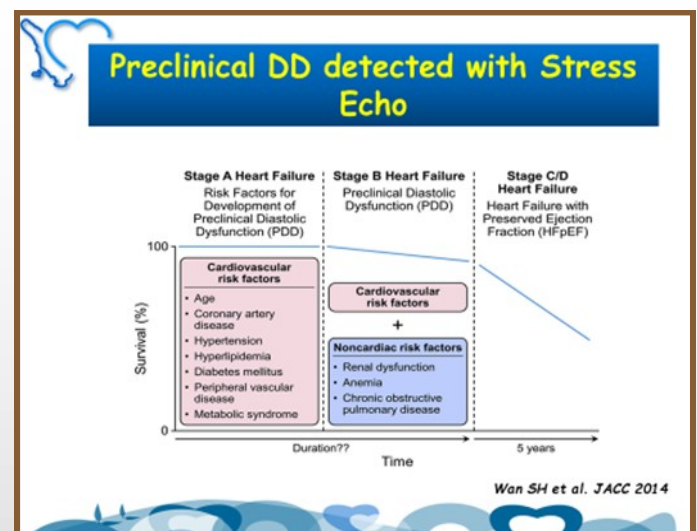 Preclinical DD detected with Stress
Echo
Stage A Heart Failure
Risk Factors for
Development of
Preclinical Diastolic
Dysfunction (PDD)
Stage B Heart Failure
Preclinical Diastolic
Dysfunction (PDD)
Stage C/D
Heart Failure
Heart Failure with
Preserved Ejection
Fraction (HFpEF)
Survival (%)
100
0
Cardiovascular
risk factors
• Age
• Coronary artery
disease
• Hypertension
• Hyperlipidemia
• Diabetes mellitus
• Peripheral vascular
disease
• Metabolic syndrome
Cardiovascular
risk factors
+
Noncardiac risk factors
• Renal dysfunction
• Anemia
• Chronic obstructive
pulmonary disease
Duration??
5 years
Time
Wan SH et al. JACC 2014